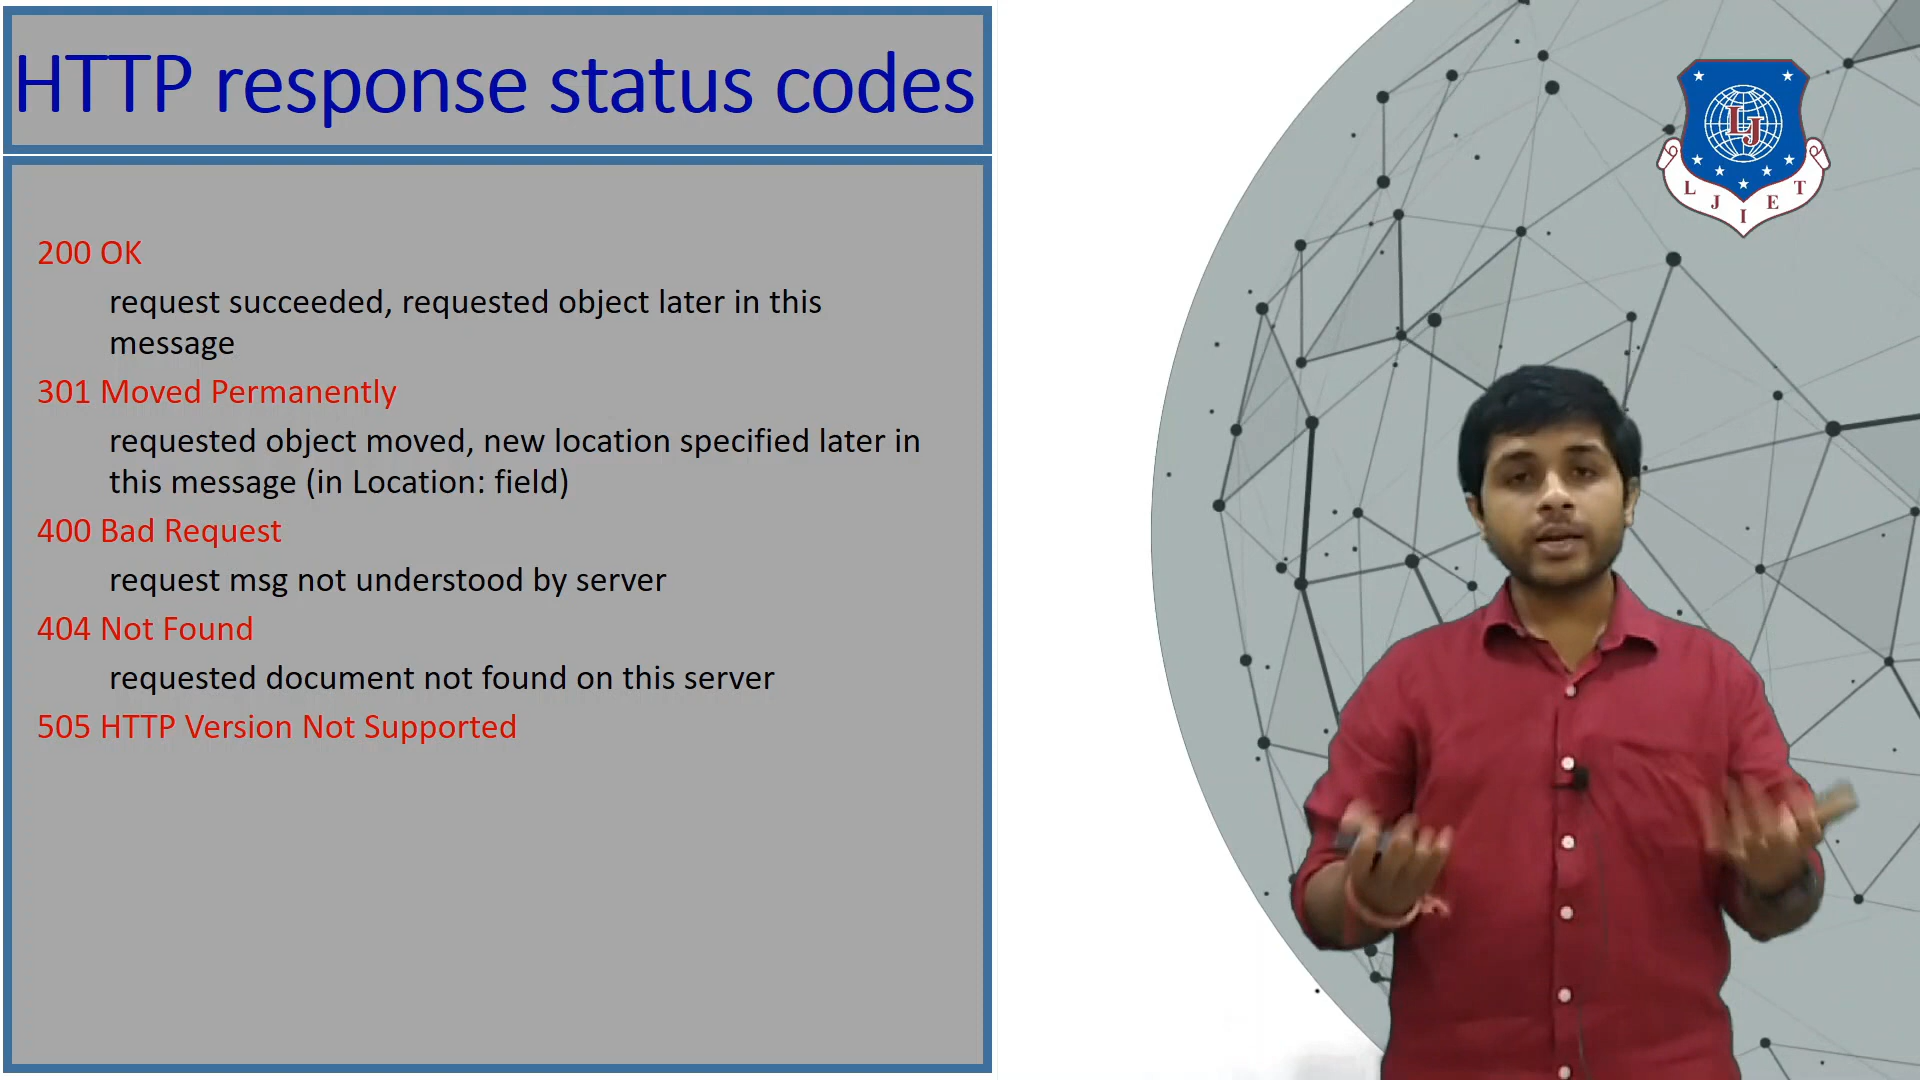 HTTP response status codes
200 OK
request succeeded, requested object later in this
message
301 Moved Permanently
requested object moved, new location specified later in
this message (in Location: field)
400 Bad Request
request msg not understood by server
404 Not Found
requested document not found on this server
505 HTTP Version Not Supported
LJ
L J I E T